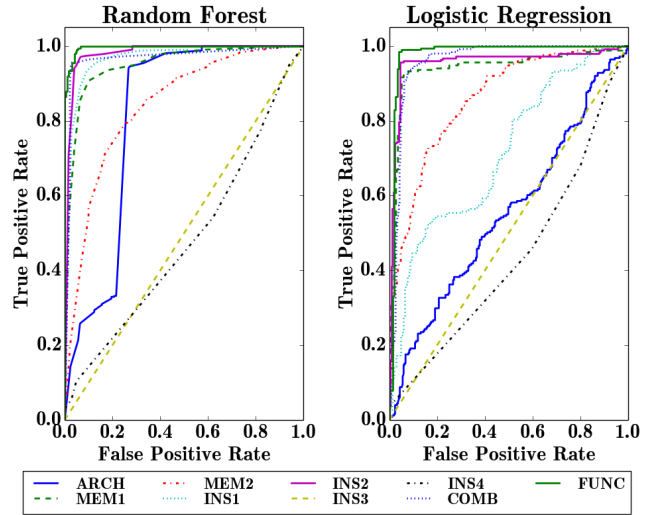 Random Forest
Logistic Regression
True Positive Rate
1.0
0.8
0.6
0.4
0.2
0.0
0.0 0.2 0.4 0.6 0.8 1.0
False Positive Rate
True Positive Rate
1.0
0.8
0.6
0.4
0.2
0.0
0.0 0.2 0.4 0.6 0.8 1.0
False Positive Rate
ARCH MEM2 INS2 INS4 FUNC
MEM1 INS1 INS3 COMB